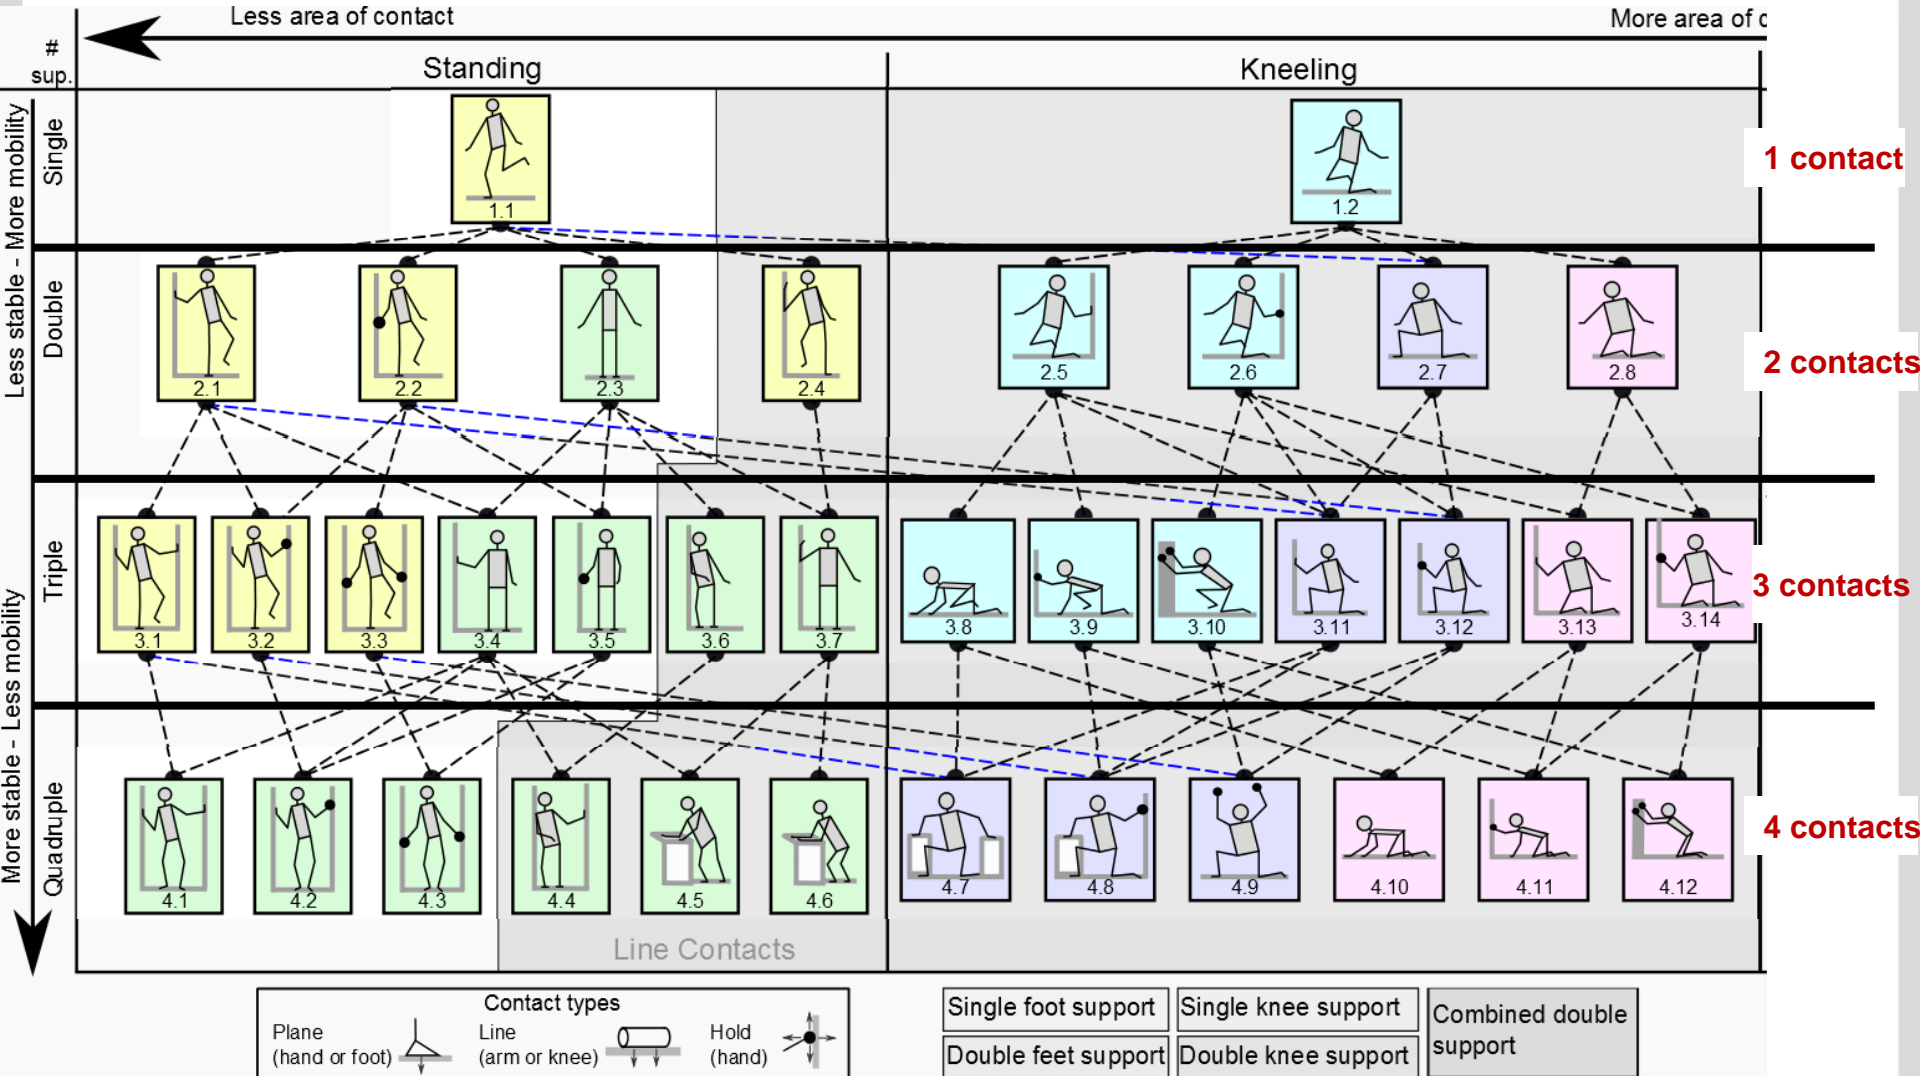 Less area of contact
More area of c
#
sup.
Standing
Kneeling
Less stable - More mobility
More stable - Less mobility
Single
1.1
1.2
1 contact
Double
2.1
2.2
2.3
2.4
2.5
2.6
2.7
2.8
2 contacts
Triple
3.1
3.2
3.3
3.4
3.5
3.6
3.7
3.8
3.9
3.10
3.11
3.12
3.13
3.14
3 contacts
Quadruple
4.1
4.2
4.3
4.4
4.5
4.6
4.7
4.8
4.9
4.10
4.11
4.12
4 contacts
Line Contacts
Contact types
Plane
(hand or foot)
Line
(arm or knee)
Hold
(hand)
Single foot support
Single knee support
Double feet support
Double knee support
Combined double
support